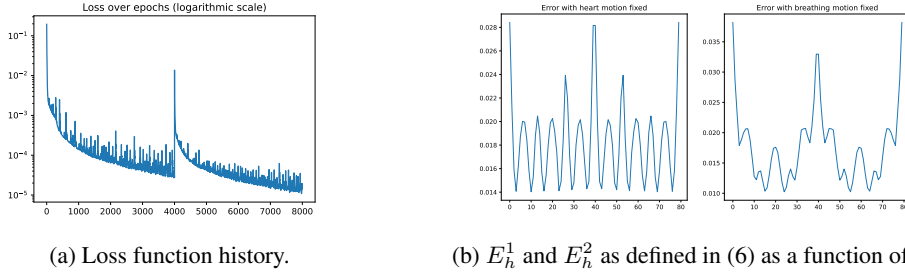 Loss over epochs (logarithmic scale)
10⁻¹
10⁻²
10⁻³
10⁻⁴
10⁻⁵
0 1000 2000 3000 4000 5000 6000 7000 8000
Error with heart motion fixed
0.028
0.026
0.024
0.022
0.020
0.018
0.016
0.014
0 10 20 30 40 50 60 70 80
Error with breathing motion fixed
0.035
0.030
0.025
0.020
0.015
0.010
0 10 20 30 40 50 60 70 80
(a) Loss function history.
(b) E¹ₕ and E²ₕ as defined in (6) as a function of